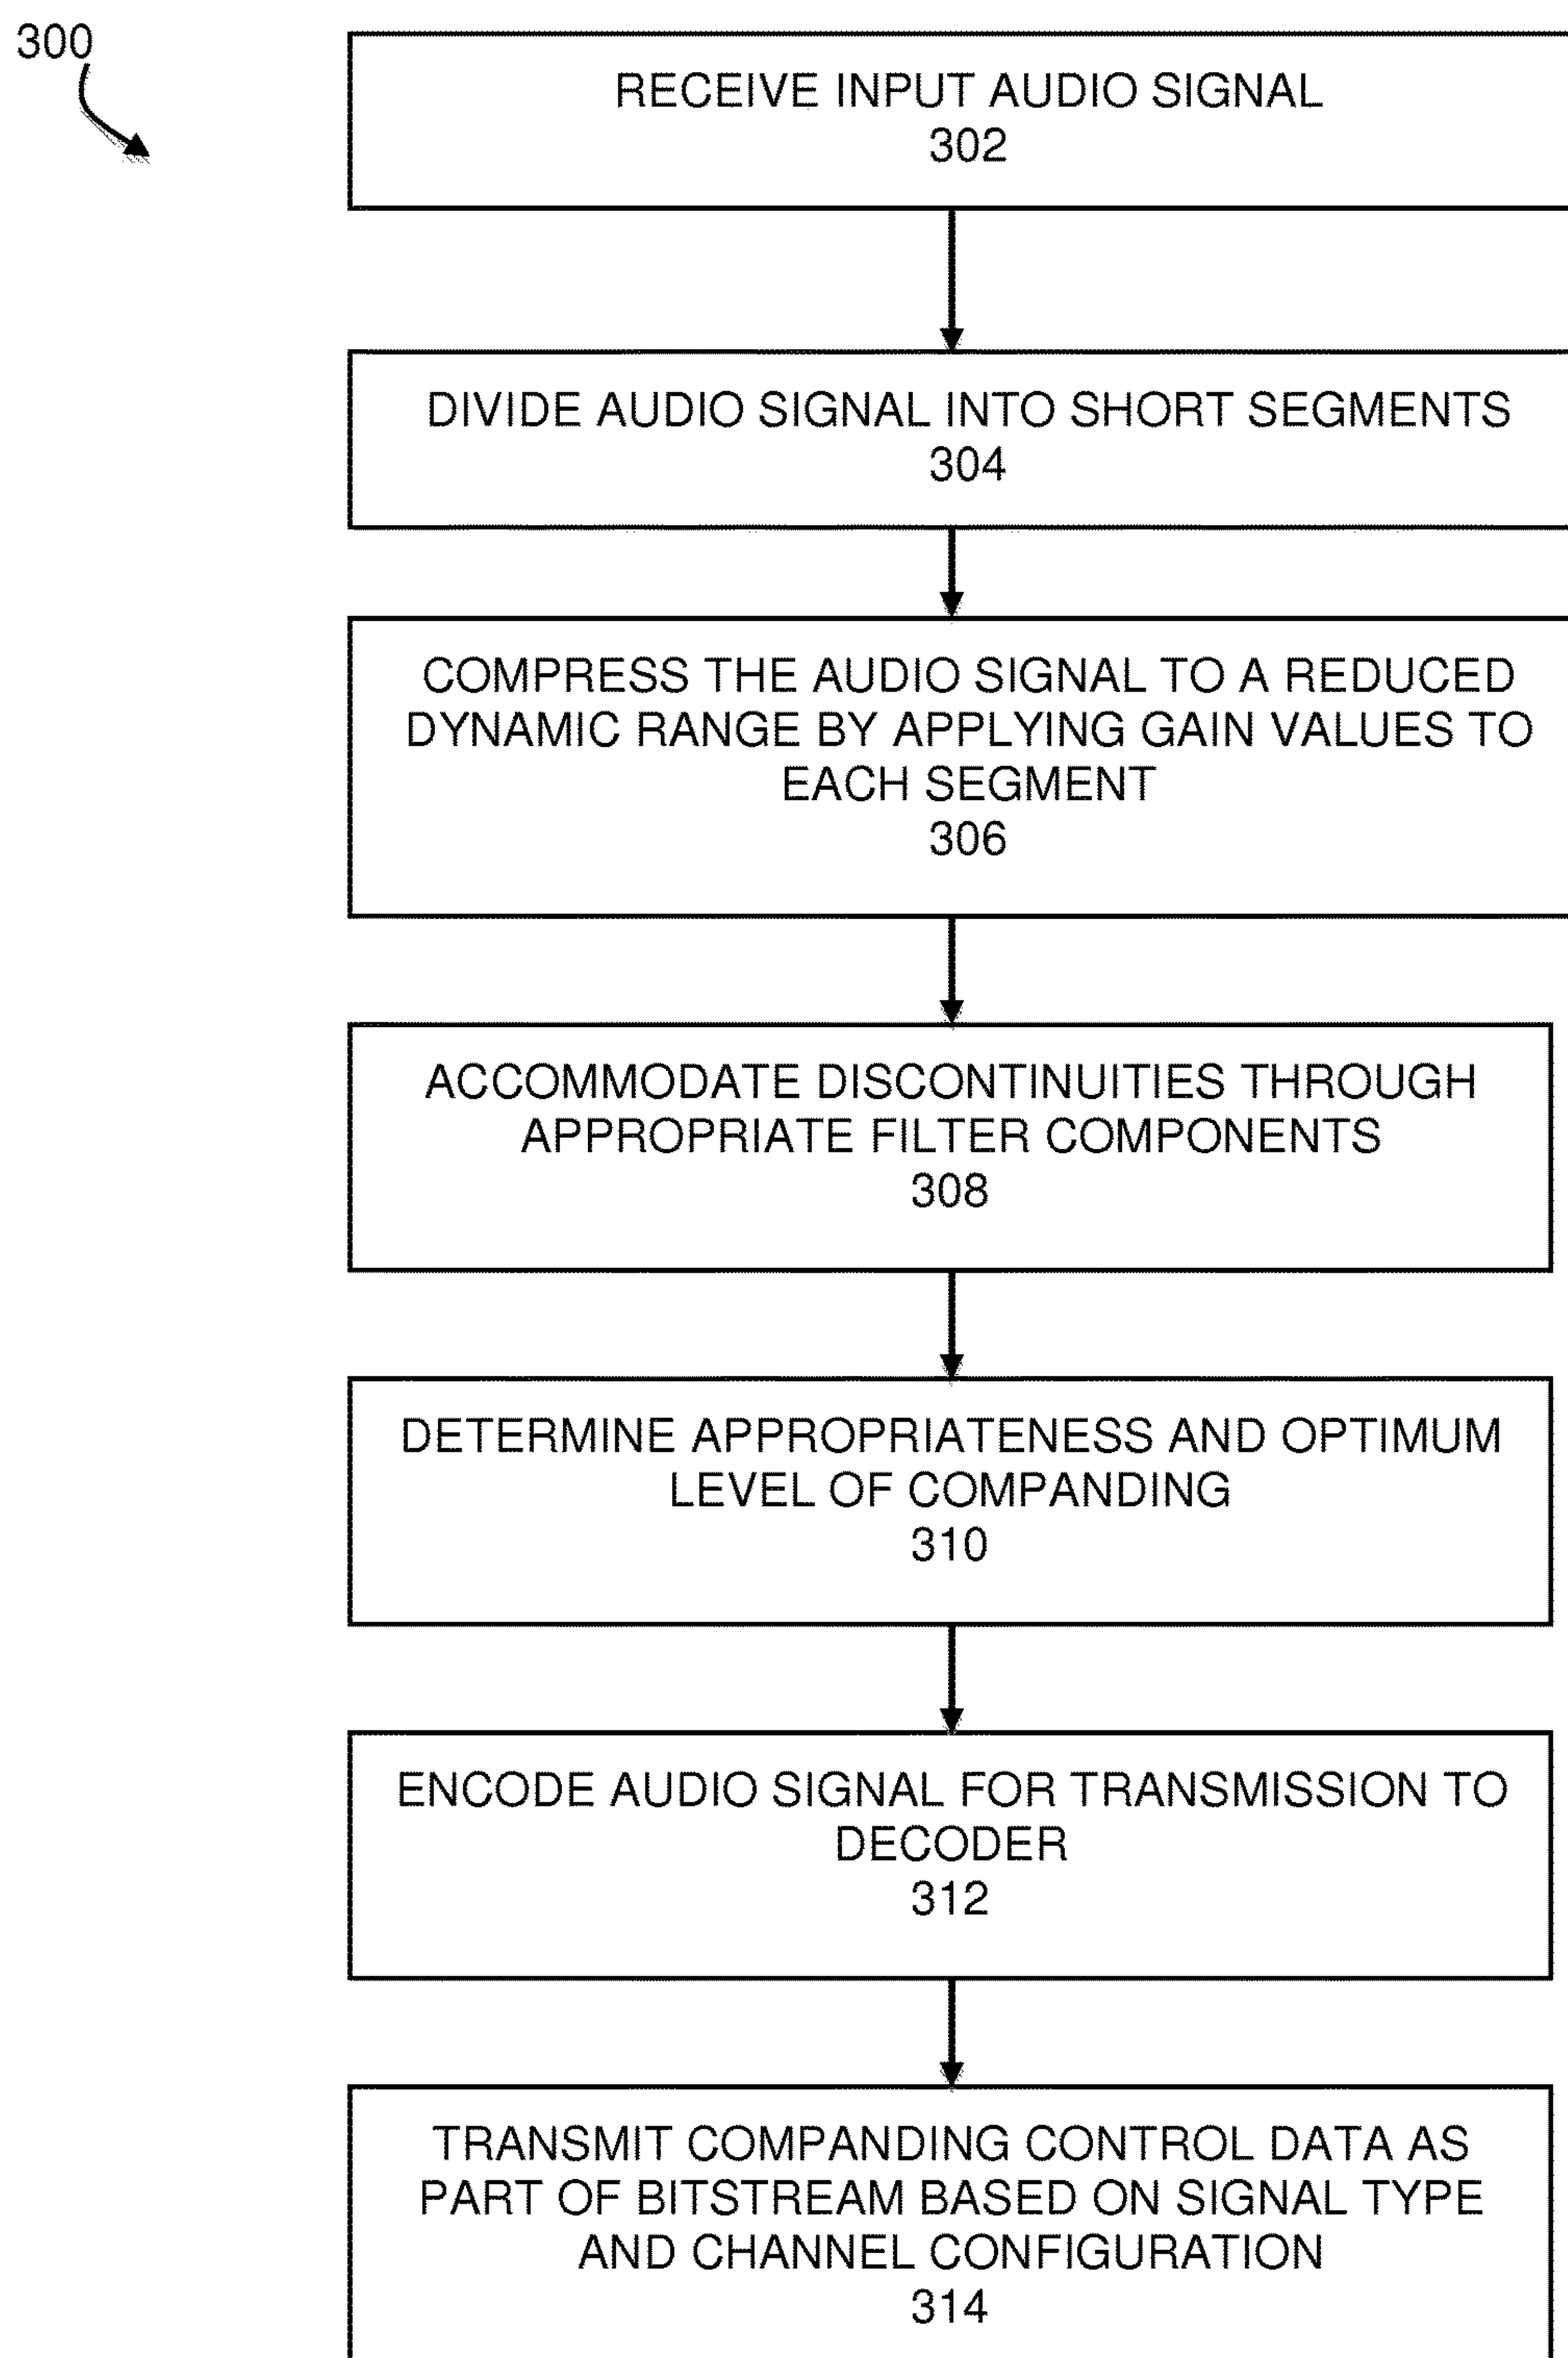 300
RECEIVE INPUT AUDIO SIGNAL
302
DIVIDE AUDIO SIGNAL INTO SHORT SEGMENTS
304
COMPRESS THE AUDIO SIGNAL TO A REDUCED
DYNAMIC RANGE BY APPLYING GAIN VALUES TO
EACH SEGMENT
306
ACCOMMODATE DISCONTINUITIES THROUGH
APPROPRIATE FILTER COMPONENTS
308
DETERMINE APPROPRIATENESS AND OPTIMUM
LEVEL OF COMPANDING
310
ENCODE AUDIO SIGNAL FOR TRANSMISSION TO
DECODER
312
TRANSMIT COMPANDING CONTROL DATA AS
PART OF BITSTREAM BASED ON SIGNAL TYPE
AND CHANNEL CONFIGURATION
314